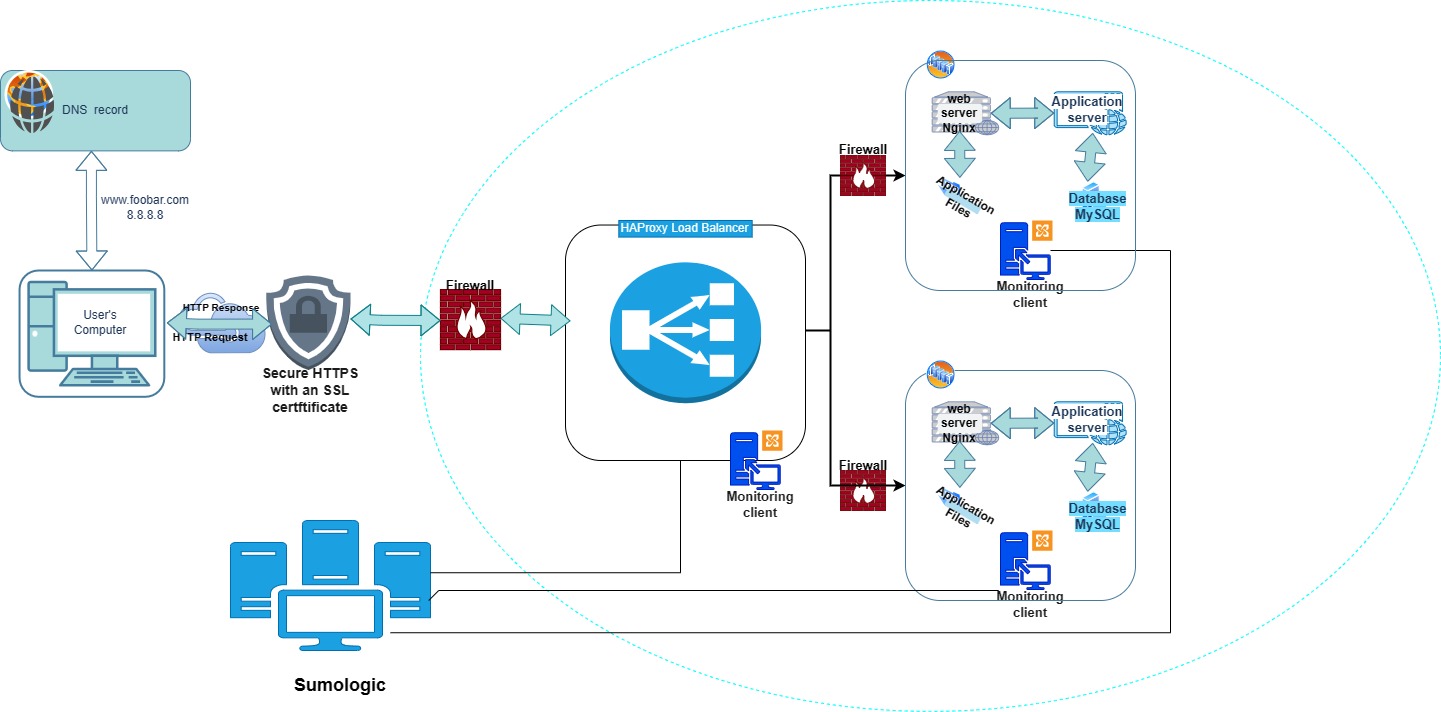 DNS record
www.foobar.com
8.8.8.8
User's
Computer
HTTP Response
HTTP Request
Secure HTTPS
with an SSL
certftificate
Firewall
HAProxy Load Balancer
Monitoring
client
Firewall
web
server
Nginx
Application
server
Application
Files
Database
MySQL
Monitoring
client
Firewall
web
server
Nginx
Application
server
Application
Files
Database
MySQL
Monitoring
client
Sumologic